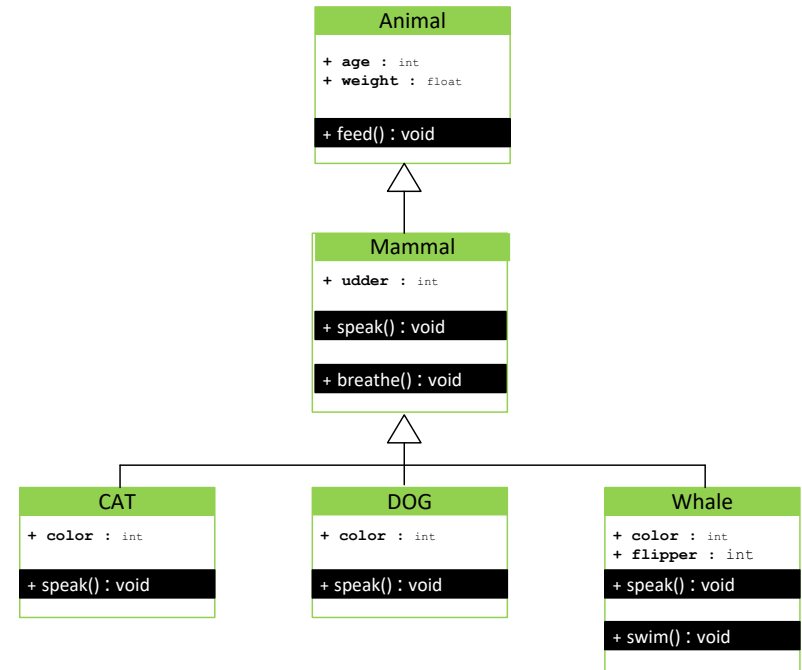 Animal
+ age : int
+ weight : float
+ feed() : void
Mammal
+ udder : int
+ speak() : void
+ breathe() : void
CAT
+ color : int
+ speak() : void
DOG
+ color : int
+ speak() : void
Whale
+ color : int
+ flipper : int
+ speak() : void
+ swim() : void